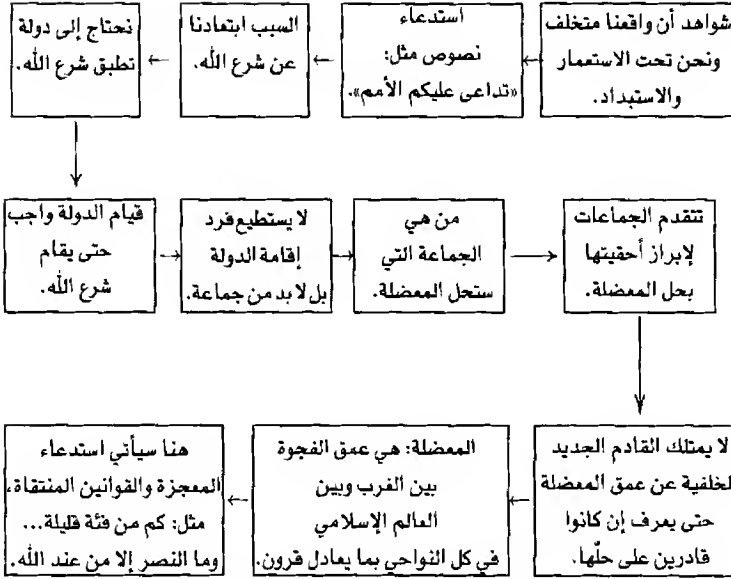 شواهد أن واقعنا متخلف
ونحن تحت الاستعمار
والاستبداد.
استدعاء
نصوص مثل:
«تداعى عليكم الأمم».
السبب ابتعادنا
عن شرع الله.
نحتاج إلى دولة
تطبق شرع الله.
قيام الدولة واجب
حتى يقام
شرع الله.
لا يستطيع فرد
إقامة الدولة
بل لا بد من جماعة.
من هي
الجماعة التي
ستحل المعضلة.
تتقدم الجماعات
لإبراز أحقيتها
بحل المعضلة.
لا يمتلك القادم الجديد
لخلفية عن عمق المعضلة
حتى يعرف إن كانوا
قادرين على حلّها.
المعضلة: هي عمق الفجوة
بين الغرب وبين
العالم الإسلامي
في كل النواحي بما يعادل قرون.
هنا سيأتي استدعاء
المعجزة والقوانين المنتقاة،
مثل: كم من فئة قليلة...
وما النصر إلا من عند الله.